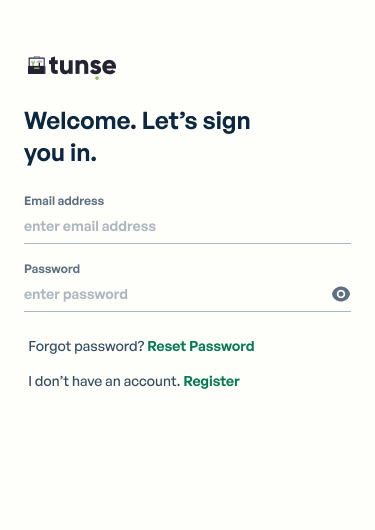 tunse
Welcome. Let's sign
you in.
Email address
enter email address
Password
enter password
Forgot password? Reset Password
I don't have an account. Register